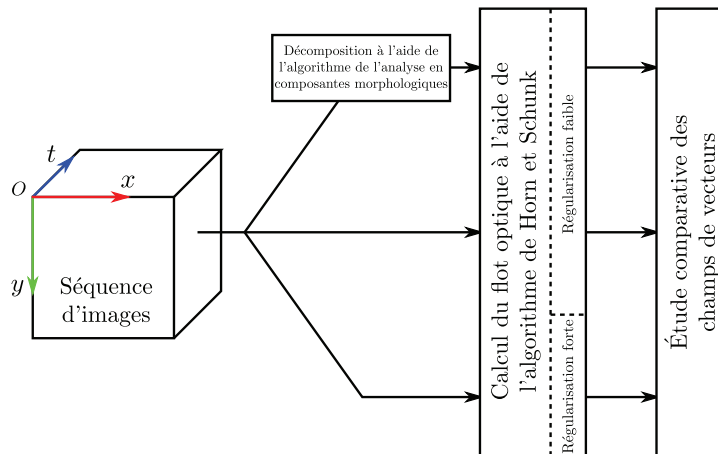 Décomposition à l'aide de
l'algorithme de l'analyse en
composantes morphologiques
t
O
x
y
Séquence
d'images
Calcul du flot optique à l'aide de
l'algorithme de Horn et Schunk
Régularisation faible
Régularisation forte
Étude comparative des
champs de vecteurs